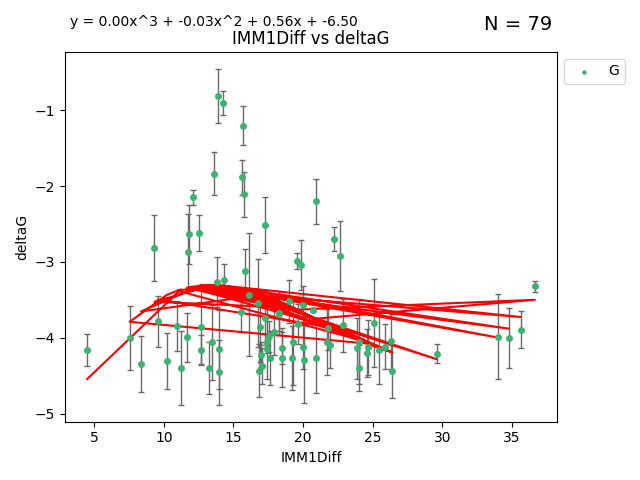 y = 0.00x^3 + -0.03x^2 + 0.56x + -6.50
N = 79
IMM1Diff vs deltaG
G
deltaG
−1
−2
−3
−4
−5
5 10 15 20 25 30 35
IMM1Diff